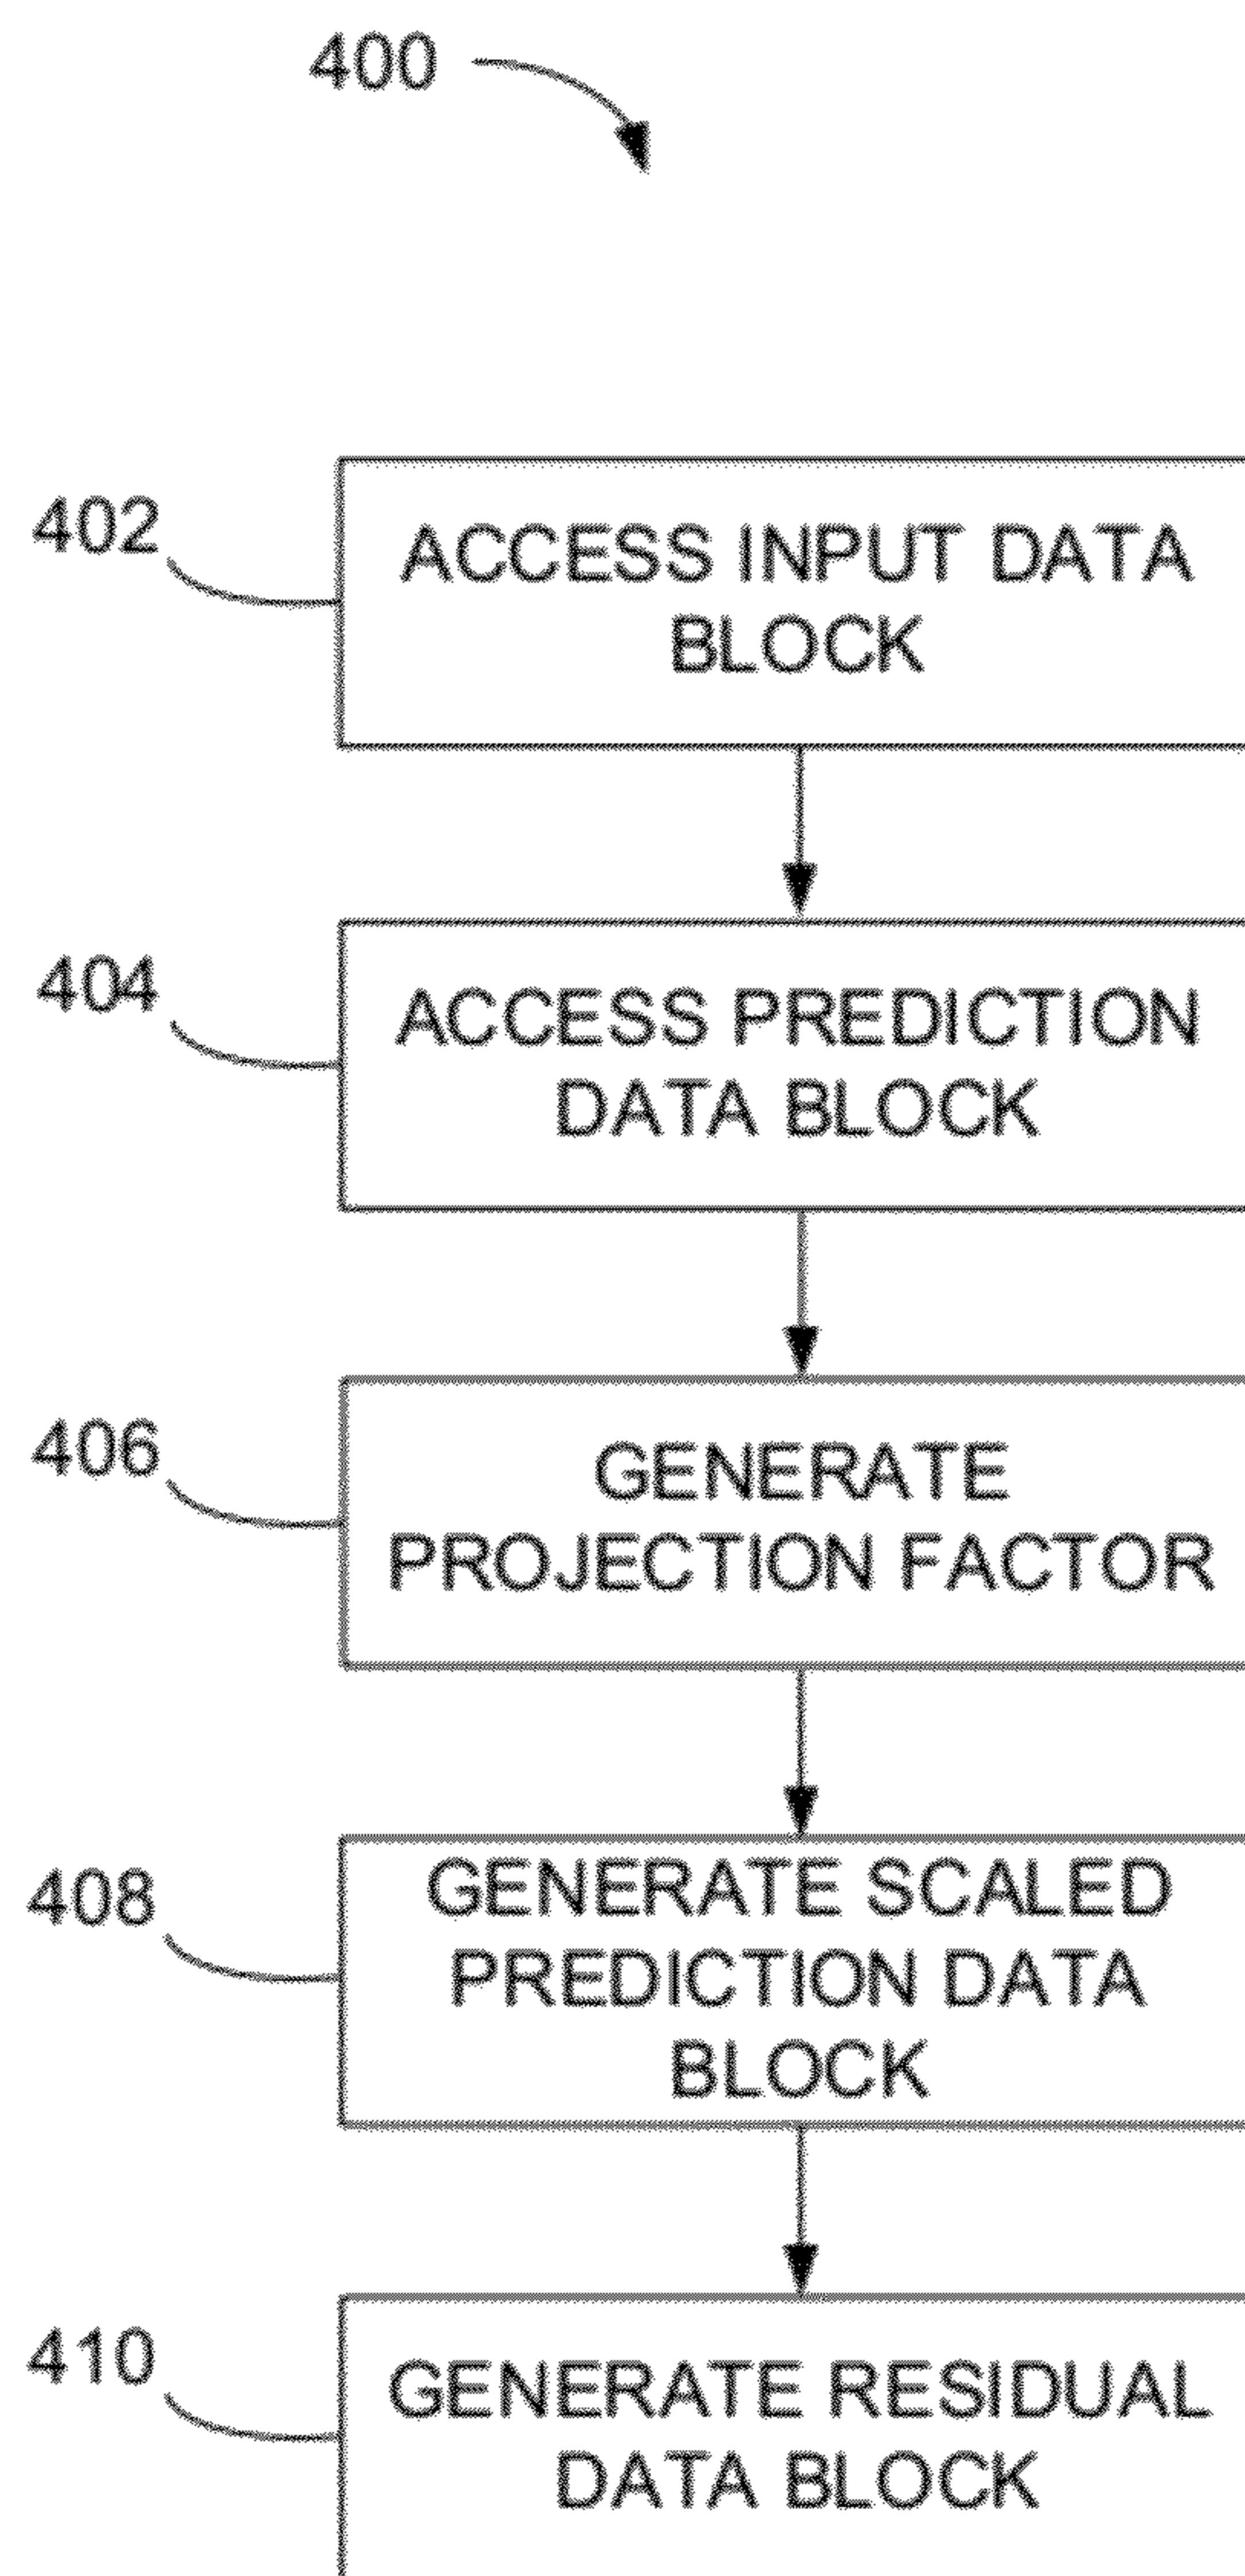 400
402
ACCESS INPUT DATA
BLOCK
404
ACCESS PREDICTION
DATA BLOCK
406
GENERATE
PROJECTION FACTOR
408
GENERATE SCALED
PREDICTION DATA
BLOCK
410
GENERATE RESIDUAL
DATA BLOCK